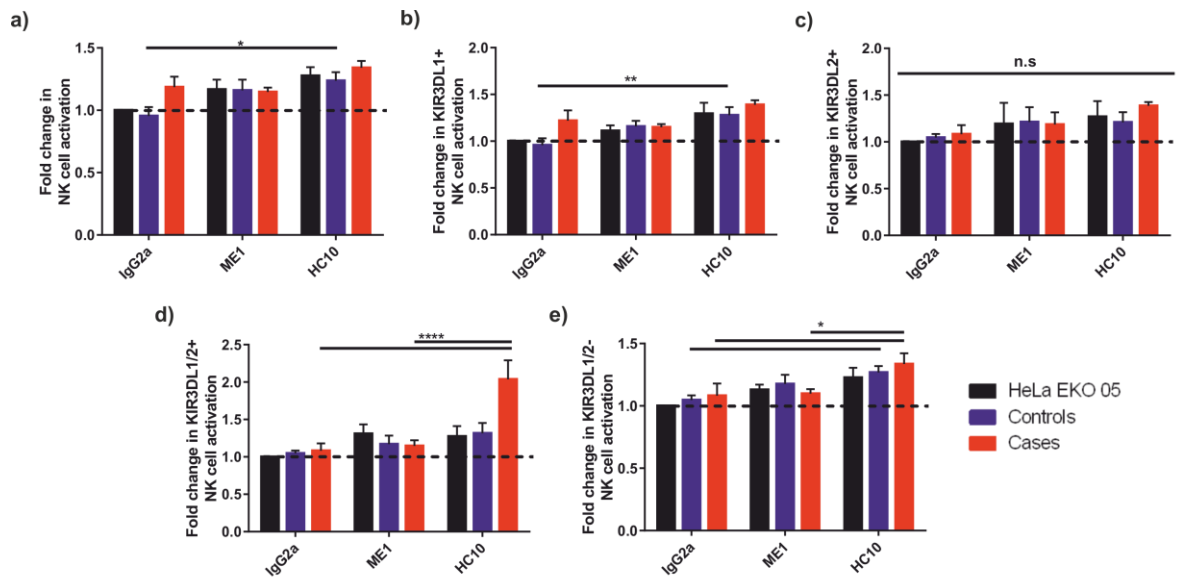 a)
Fold change in
NK cell activation
1.5
1.0
0.5
0.0
*
IgG2a
ME1
HC10
b)
Fold change in KIR3DL1+
NK cell activation
2.0
1.5
1.0
0.5
0.0
**
IgG2a
ME1
HC10
c)
Fold change in KIR3DL2+
NK cell activation
2.0
1.5
1.0
0.5
0.0
n.s
IgG2a
ME1
HC10
d)
Fold change in KIR3DL1/2+
NK cell activation
2.5
2.0
1.5
1.0
0.5
0.0
****
IgG2a
ME1
HC10
e)
Fold change in KIR3DL1/2-
NK cell activation
1.5
1.0
0.5
0.0
*
IgG2a
ME1
HC10
HeLa EKO 05
Controls
Cases